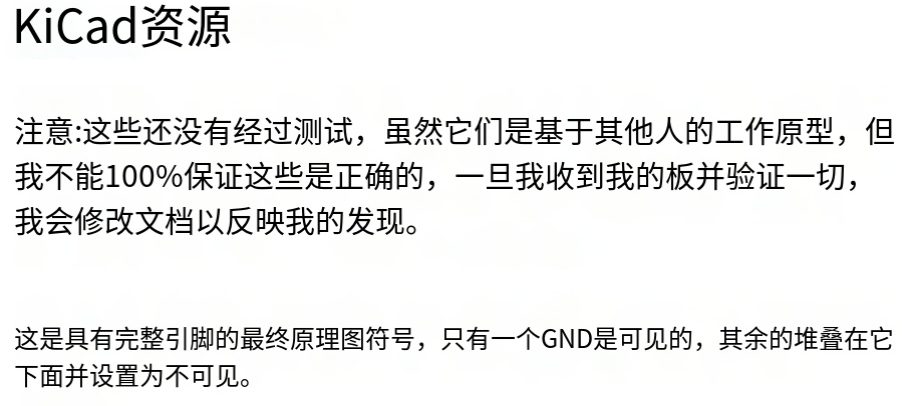 KiCad资源
注意:这些还没有经过测试，虽然它们是基于其他人的工作原型，但
我不能100%保证这些是正确的，一旦我收到我的板并验证一切，
我会修改文档以反映我的发现。
这是具有完整引脚的最终原理图符号，只有一个GND是可见的，其余的堆叠在它
下面并设置为不可见。